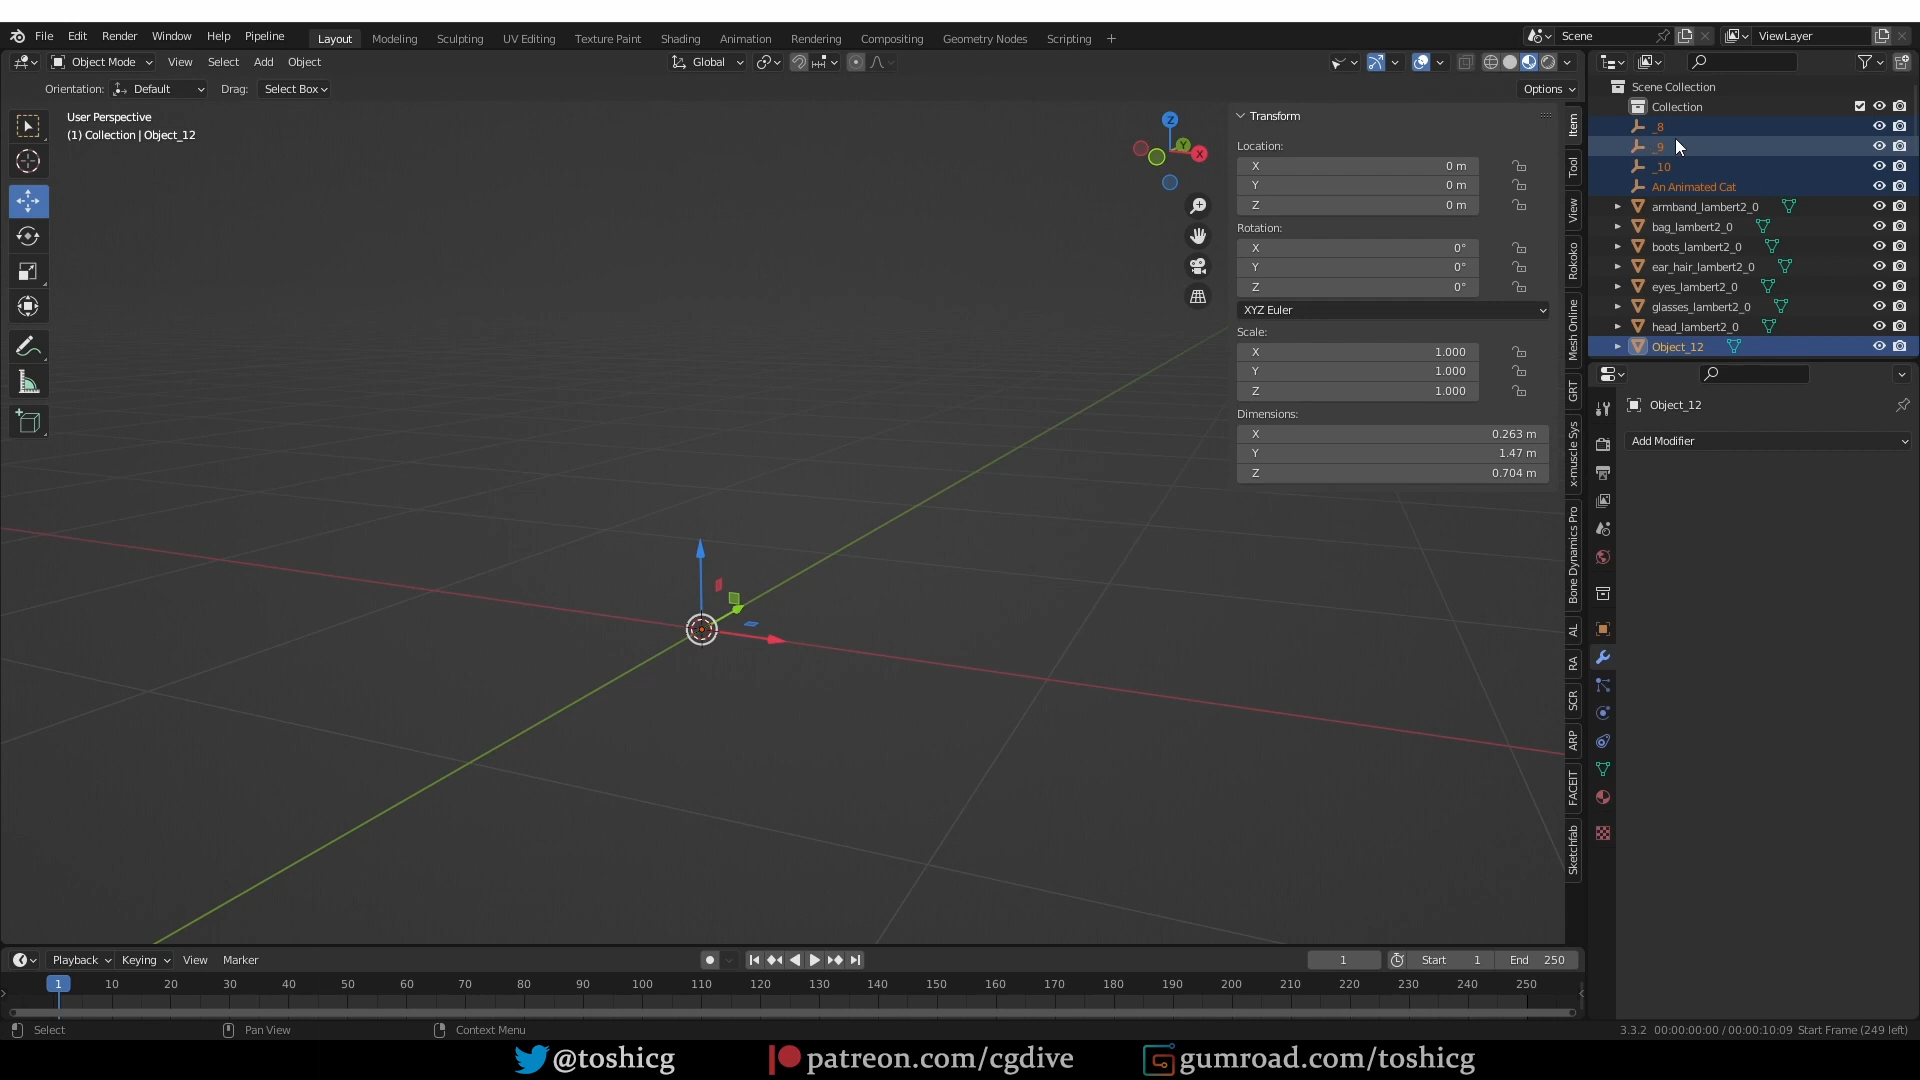 File Edit Render Window Help Pipeline Layout Modeling Sculpting UV Editing Texture Paint Shading Animation Rendering Compositing Geometry Nodes Scripting + Scene ViewLayer
Object Mode View Select Add Object Global
Orientation: Default Drag: Select Box Options
User Perspective
(1) Collection | Object_12
Z
Y
X
Transform
Location:
X 0 m
Y 0 m
Z 0 m
Rotation:
X 0°
Y 0°
Z 0°
XYZ Euler
Scale:
X 1.000
Y 1.000
Z 1.000
Dimensions:
X 0.263 m
Y 1.47 m
Z 0.704 m
Item
Tool
View
Rokoko
Mesh Online
GRT
x-muscle Sys
Bone Dynamics Pro
AL
RA
SCR
ARP
FACEIT
Sketchfab
Scene Collection
Collection
_8
_9
_10
An Animated Cat
armband_lambert2_0
bag_lambert2_0
boots_lambert2_0
ear_hair_lambert2_0
eyes_lambert2_0
glasses_lambert2_0
head_lambert2_0
Object_12
Object_12
Add Modifier
Playback Keying View Marker 1 Start 1 End 250
1 10 20 30 40 50 60 70 80 90 100 110 120 130 140 150 160 170 180 190 200 210 220 230 240 250
Select Pan View Context Menu 3.3.2 00:00:00:00 / 00:00:10:09 Start Frame (249 left)
@toshicg patreon.com/cgdive gumroad.com/toshicg